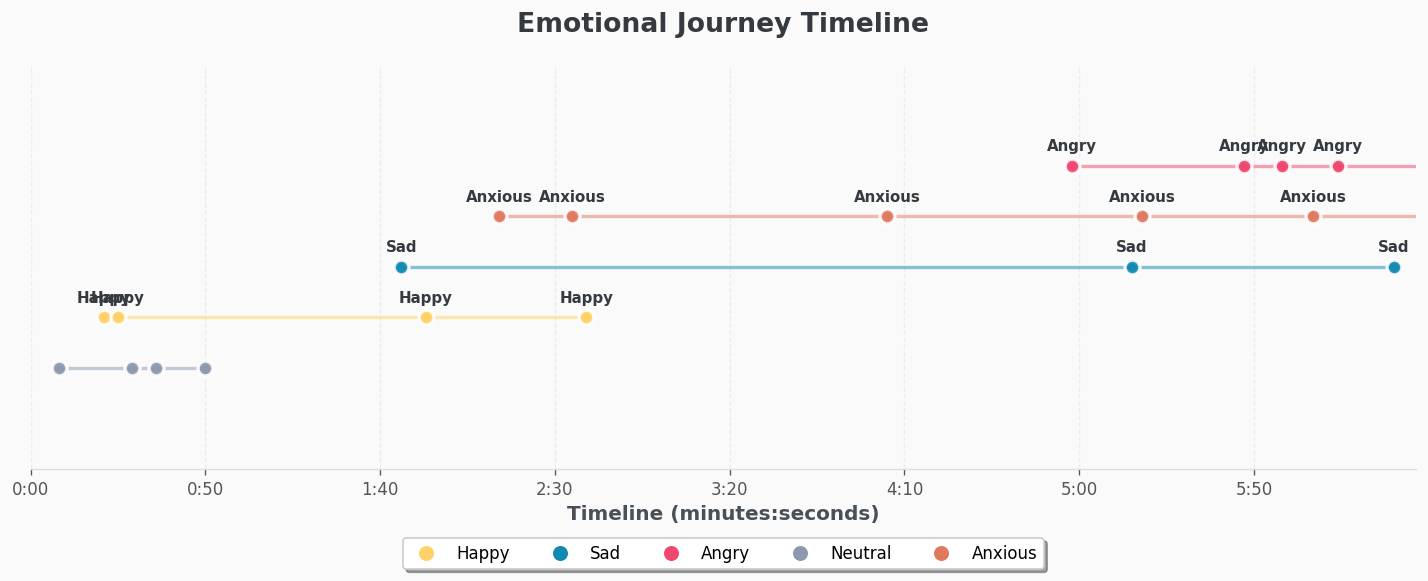 Emotional Journey Timeline
Angry Angry Angry Angry
Anxious Anxious Anxious Anxious Anxious
Sad Sad Sad
Happy Happy Happy Happy
0:00 0:50 1:40 2:30 3:20 4:10 5:00 5:50
Timeline (minutes:seconds)
Happy Sad Angry Neutral Anxious